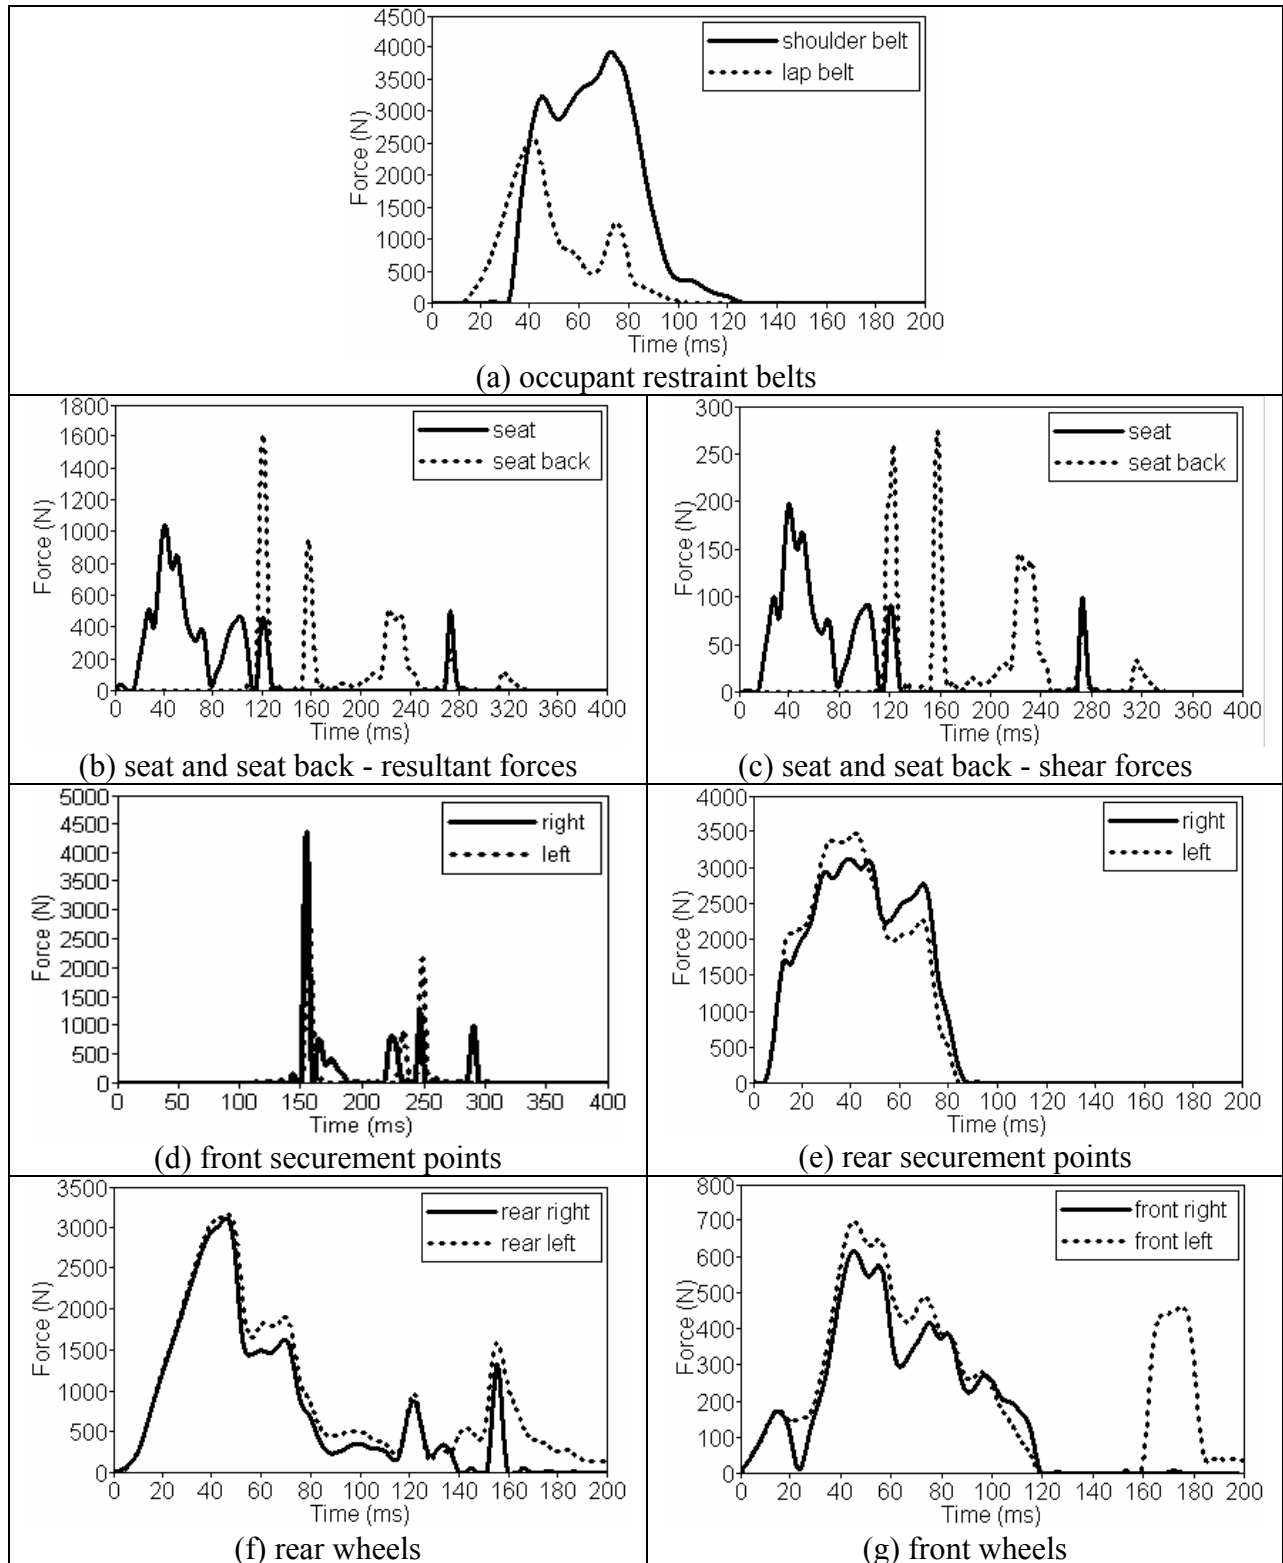 4500
4000
3500
3000
2500
2000
1500
1000
500
0
Force (N)
shoulder belt
lap belt
0 20 40 60 80 100 120 140 160 180 200
Time (ms)
(a) occupant restraint belts
1800
1600
1400
1200
1000
800
600
400
200
0
Force (N)
seat
seat back
0 40 80 120 160 200 240 280 320 360 400
Time (ms)
(b) seat and seat back - resultant forces
300
250
200
150
100
50
0
Force (N)
seat
seat back
0 40 80 120 160 200 240 280 320 360 400
Time (ms)
(c) seat and seat back - shear forces
5000
4500
4000
3500
3000
2500
2000
1500
1000
500
0
Force (N)
right
left
0 50 100 150 200 250 300 350 400
Time (ms)
(d) front securement points
4000
3500
3000
2500
2000
1500
1000
500
0
Force (N)
right
left
0 20 40 60 80 100 120 140 160 180 200
Time (ms)
(e) rear securement points
3500
3000
2500
2000
1500
1000
500
0
Force (N)
rear right
rear left
0 20 40 60 80 100 120 140 160 180 200
Time (ms)
(f) rear wheels
800
700
600
500
400
300
200
100
0
Force (N)
front right
front left
0 20 40 60 80 100 120 140 160 180 200
Time (ms)
(g) front wheels